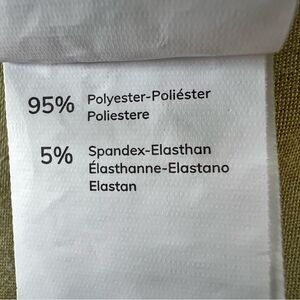 95% Polyester-Poliéster
Poliestere
5% Spandex-Elasthan
Élasthanne-Elastano
Elastan